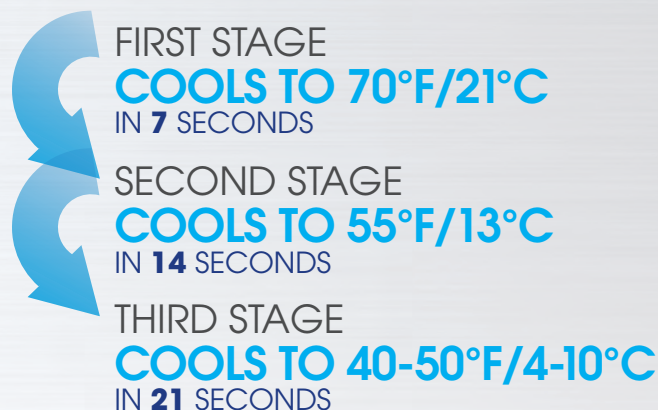 FIRST STAGE
COOLS TO 70°F/21°C
IN 7 SECONDS
SECOND STAGE
COOLS TO 55°F/13°C
IN 14 SECONDS
THIRD STAGE
COOLS TO 40-50°F/4-10°C
IN 21 SECONDS